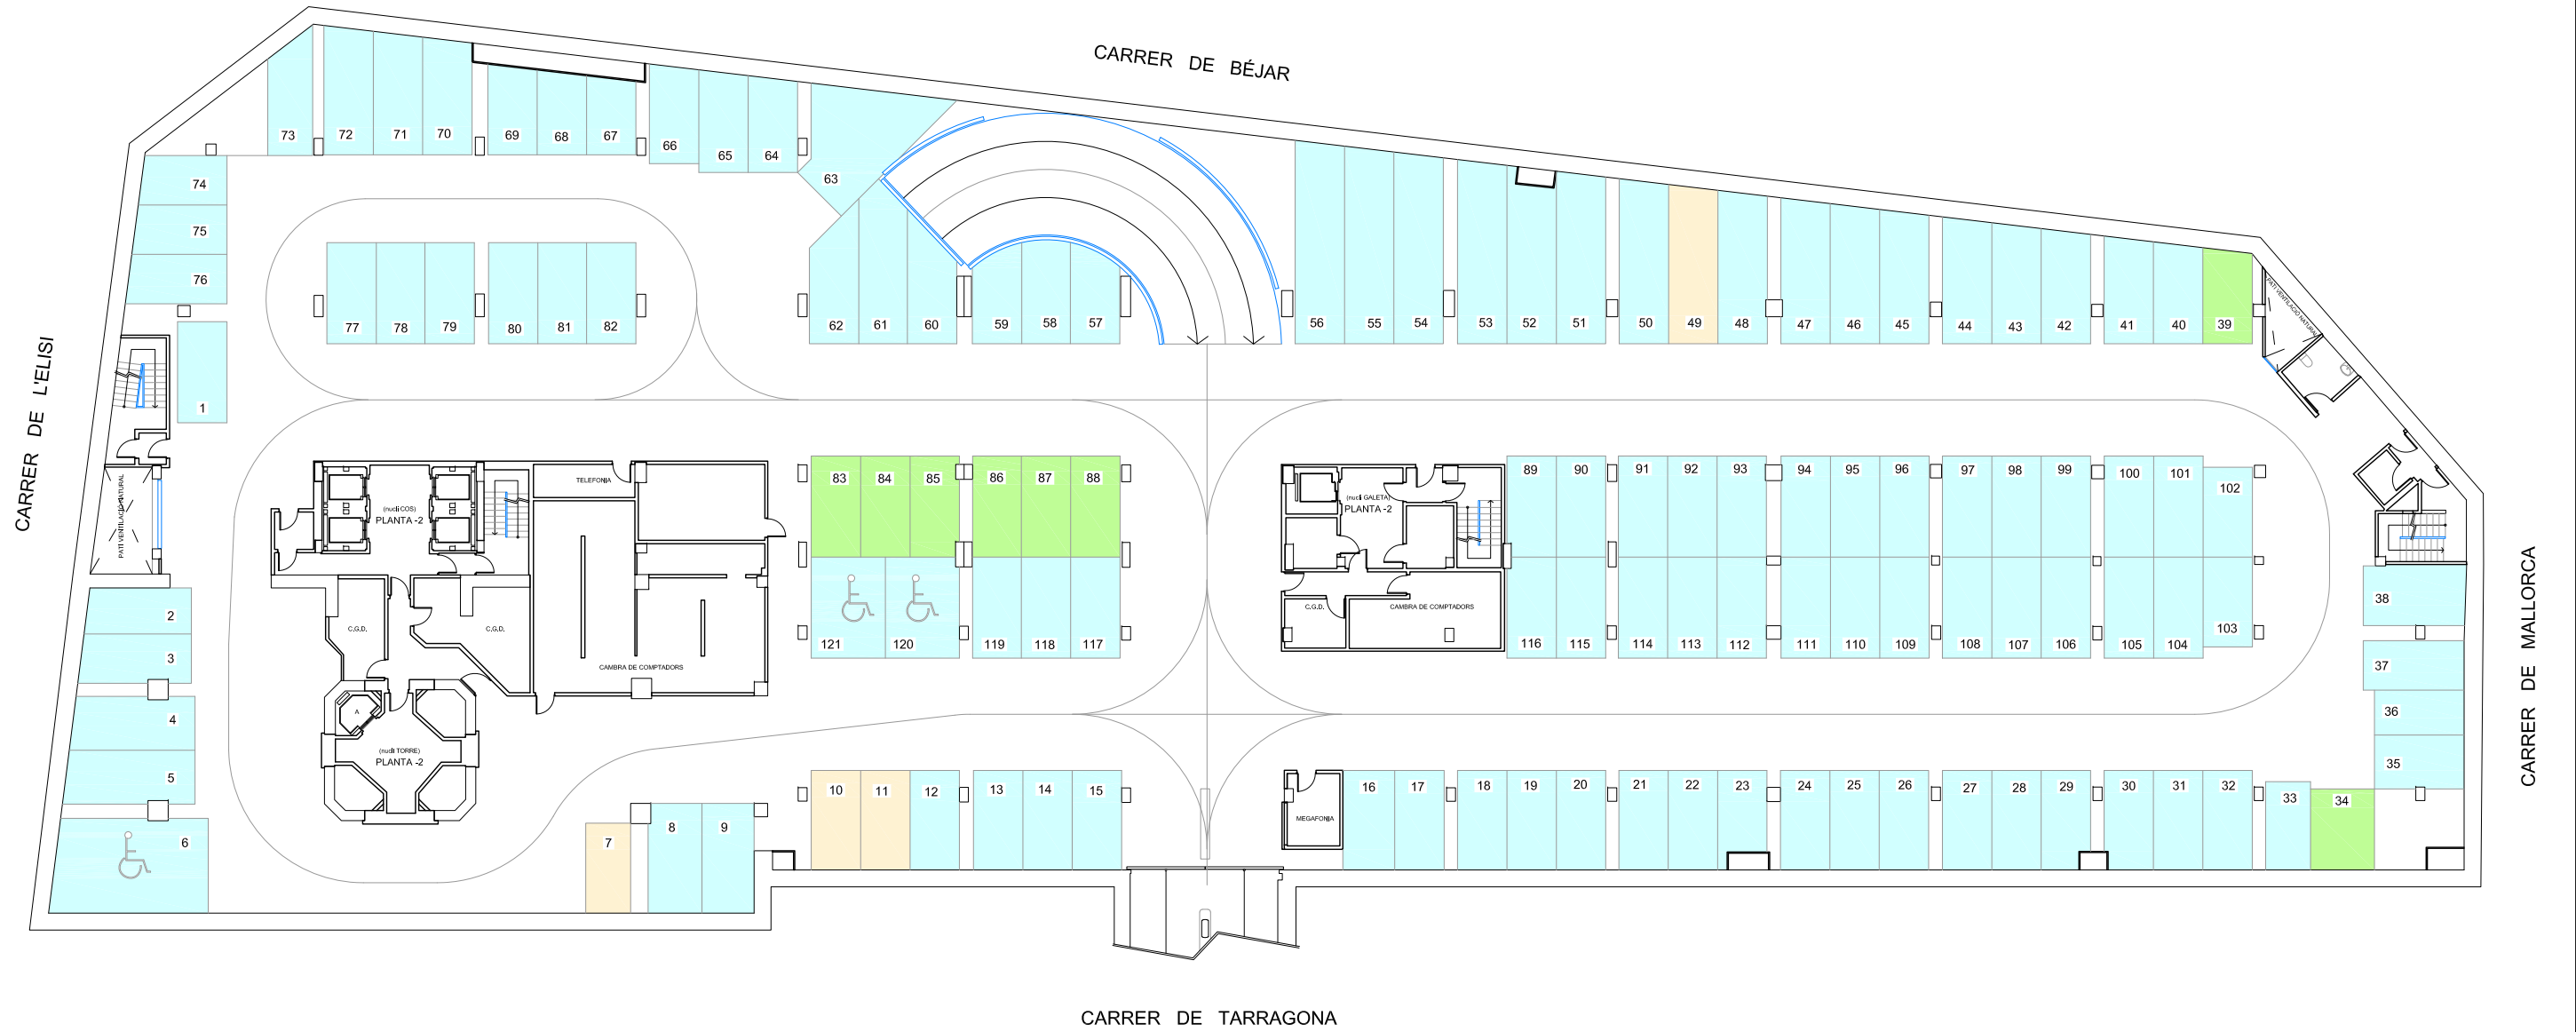 CARRER DE BÉJAR
73 72 71 70 69 68 67 66 65 64 63
74
75
76
77 78 79 80 81 82
62 61 60 59 58 57
56 55 54 53 52 51 50 49 48 47 46 45 44 43 42 41 40 39
PATI VENTILACIÓ NATURAL
CARRER DE L'ELISI
1
PATI VENTILACIÓ NATURAL
TELEFONIA
(nucli COS)
PLANTA -2
C.G.D.
C.G.D.
CAMBRA DE COMPTADORS
A
(nucli TORRE)
PLANTA -2
83 84 85 86 87 88
121 120 119 118 117
(nucli GALETA)
PLANTA -2
C.G.D.
CAMBRA DE COMPTADORS
89 90 91 92 93 94 95 96 97 98 99 100 101 102
116 115 114 113 112 111 110 109 108 107 106 105 104 103
2
3
4
5
6
7 8 9
10 11 12 13 14 15
MEGAFONIA
16 17 18 19 20 21 22 23 24 25 26 27 28 29 30 31 32 33 34
38
37
36
35
CARRER DE MALLORCA
CARRER DE TARRAGONA